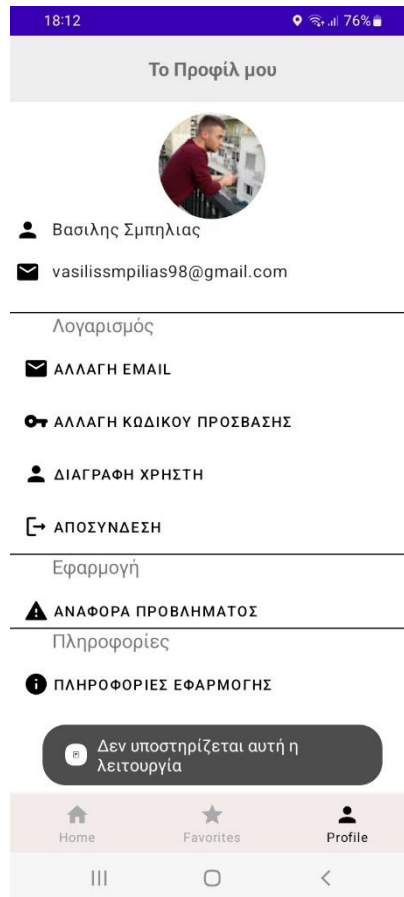 18:12
76%
Το Προφίλ μου
Βασιλης Σμπηλιας
vasilissmpilias98@gmail.com
Λογαρισμός
ΑΛΛΑΓΗ EMAIL
ΑΛΛΑΓΗ ΚΩΔΙΚΟΥ ΠΡΟΣΒΑΣΗΣ
ΔΙΑΓΡΑΦΗ ΧΡΗΣΤΗ
ΑΠΟΣΥΝΔΕΣΗ
Εφαρμογή
ΑΝΑΦΟΡΑ ΠΡΟΒΛΗΜΑΤΟΣ
Πληροφορίες
ΠΛΗΡΟΦΟΡΙΕΣ ΕΦΑΡΜΟΓΗΣ
Δεν υποστηρίζεται αυτή η
λειτουργία
Home Favorites Profile